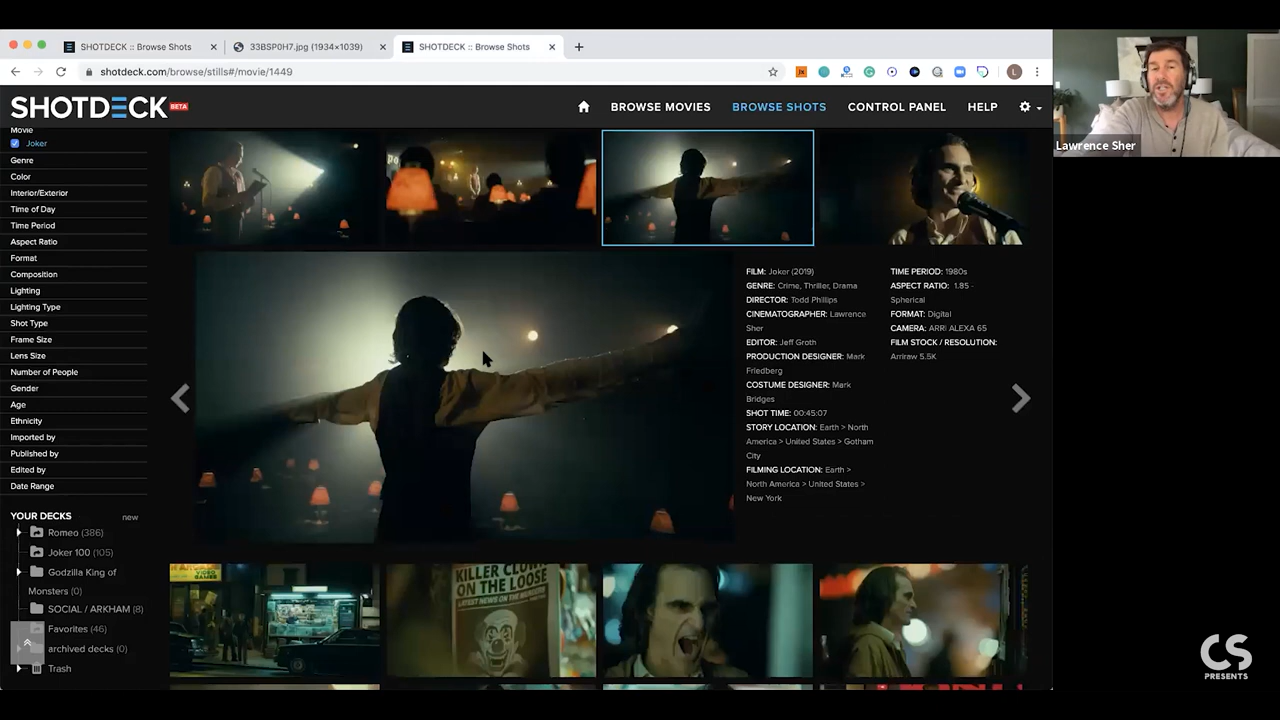 SHOTDECK :: Browse Shots
33BSP0H7.jpg (1934×1039)
SHOTDECK :: Browse Shots
shotdeck.com/browse/stills#/movie/1449
L
Lawrence Sher
SHOTDECK BETA
BROWSE MOVIES BROWSE SHOTS CONTROL PANEL HELP
Movie
Joker
Genre
Color
Interior/Exterior
Time of Day
Time Period
Aspect Ratio
Format
Composition
Lighting
Lighting Type
Shot Type
Frame Size
Lens Size
Number of People
Gender
Age
Ethnicity
Imported by
Published by
Edited by
Date Range
YOUR DECKS new
Romeo (386)
Joker 100 (105)
Godzilla King of
Monsters (0)
SOCIAL / ARKHAM (8)
Favorites (46)
archived decks (0)
Trash
FILM: Joker (2019)
GENRE: Crime, Thriller, Drama
DIRECTOR: Todd Phillips
CINEMATOGRAPHER: Lawrence
Sher
EDITOR: Jeff Groth
PRODUCTION DESIGNER: Mark
Friedberg
COSTUME DESIGNER: Mark
Bridges
SHOT TIME: 00:45:07
STORY LOCATION: Earth > North
America > United States > Gotham
City
FILMING LOCATION: Earth >
North America > United States >
New York
TIME PERIOD: 1980s
ASPECT RATIO: 1.85 -
Spherical
FORMAT: Digital
CAMERA: ARRI ALEXA 65
FILM STOCK / RESOLUTION:
Arriraw 5.5K
VIDEO GAMES
KILLER CLOWN
ON THE LOOSE
LATEST NEWS ON THE MURDERS
CS
PRESENTS